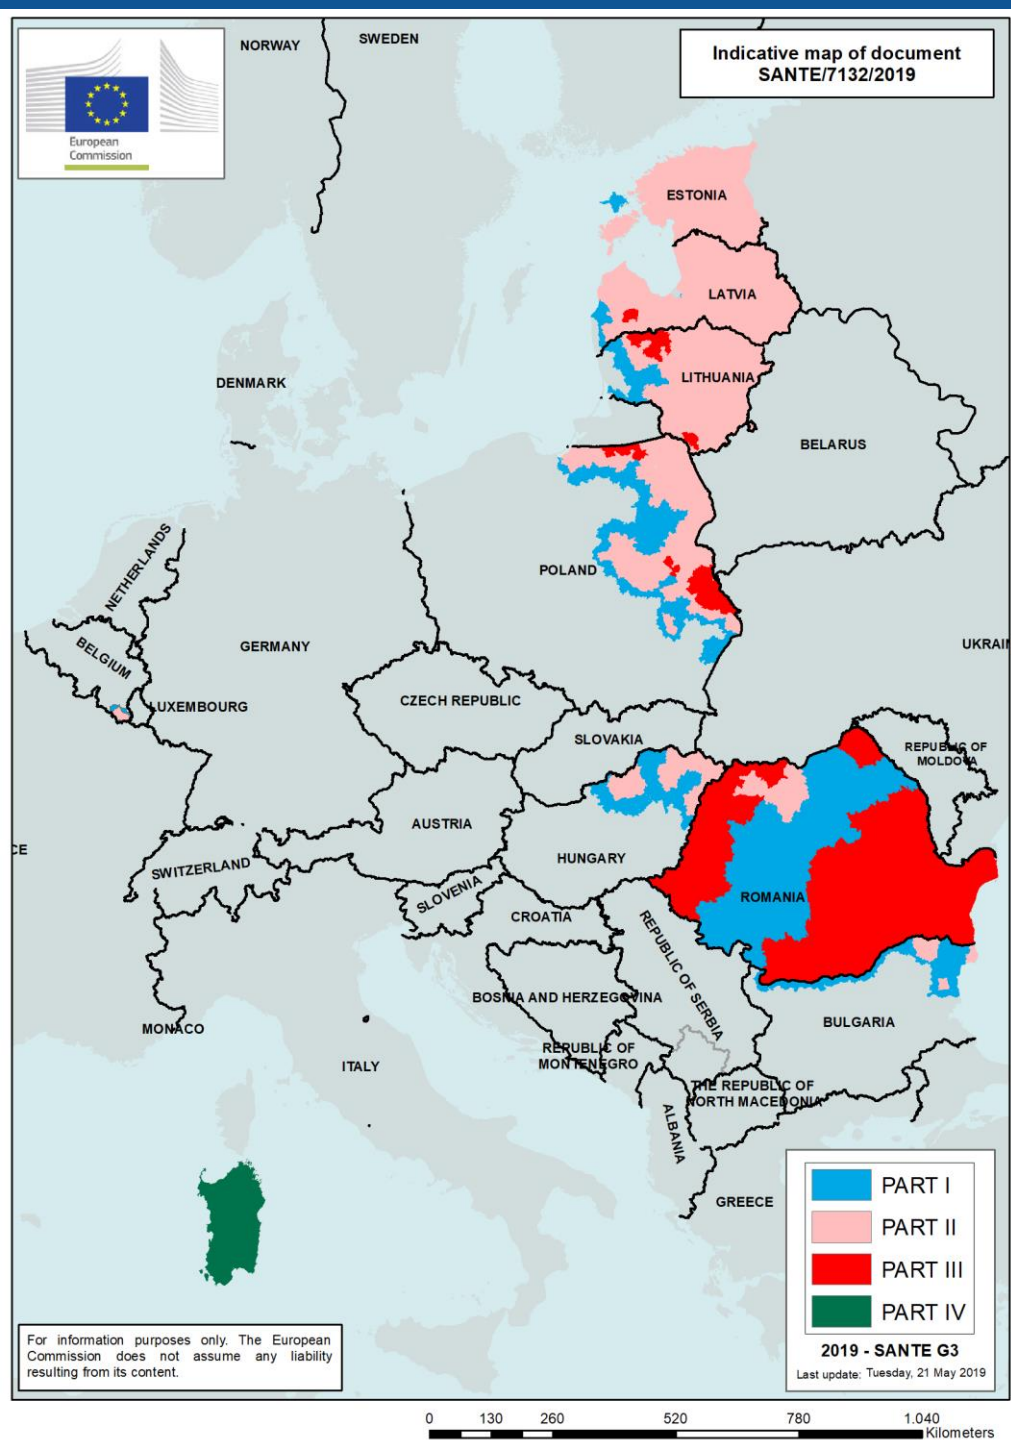 European
Commission
Indicative map of document
SANTE/7132/2019
NORWAY
SWEDEN
ESTONIA
LATVIA
DENMARK
LITHUANIA
BELARUS
NETHERLANDS
POLAND
BELGIUM
GERMANY
UKRAIN
LUXEMBOURG
CZECH REPUBLIC
SLOVAKIA
REPUBLIC OF
MOLDOVA
AUSTRIA
CE
SWITZERLAND
HUNGARY
SLOVENIA
ROMANIA
CROATIA
REPUBLIC OF SERBIA
BOSNIA AND HERZEGOVINA
MONACO
BULGARIA
REPUBLIC OF
MONTENEGRO
ITALY
THE REPUBLIC OF
NORTH MACEDONIA
ALBANIA
GREECE
PART I
PART II
PART III
PART IV
2019 - SANTE G3
Last update: Tuesday, 21 May 2019
For information purposes only. The European
Commission does not assume any liability
resulting from its content.
0 130 260 520 780 1.040
Kilometers